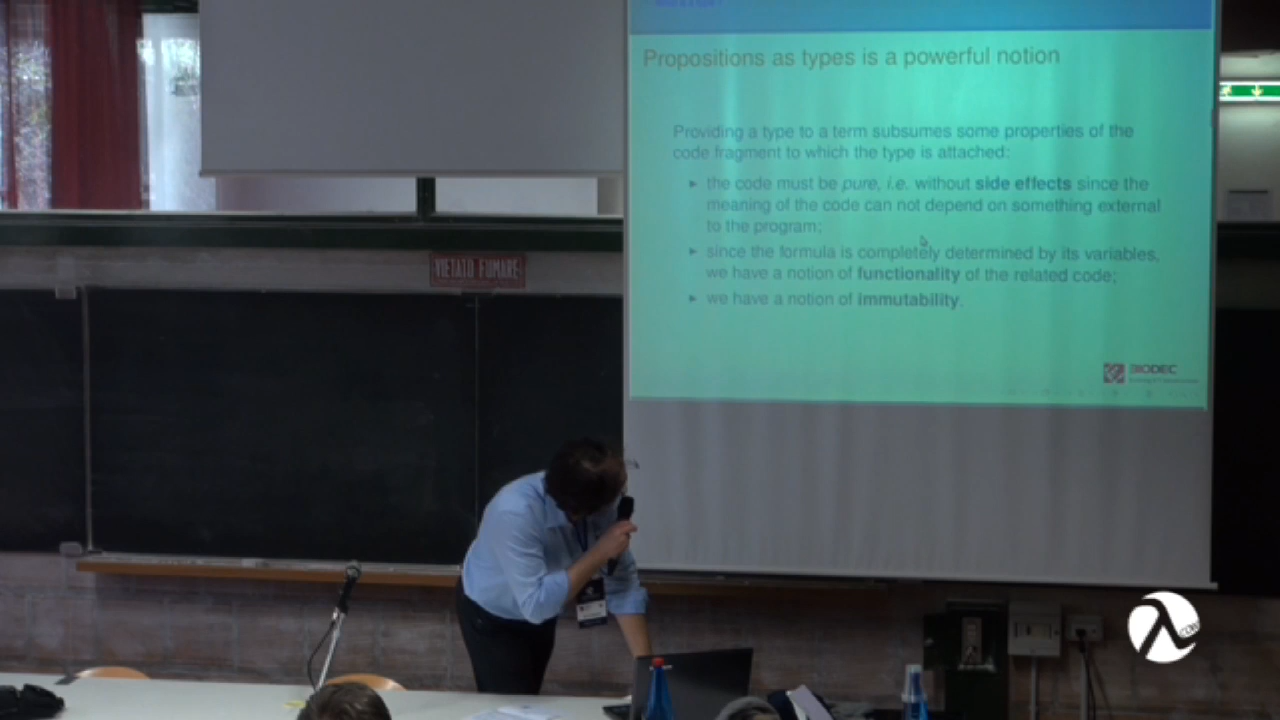 Propositions as types is a powerful notion
Providing a type to a term subsumes some properties of the
code fragment to which the type is attached:
► the code must be pure, i.e. without side effects since the
meaning of the code can not depend on something external
to the program;
► since the formula is completely determined by its variables,
we have a notion of functionality of the related code;
► we have a notion of immutability.
BIODEC
VIETATO FUMARE
λ
CON